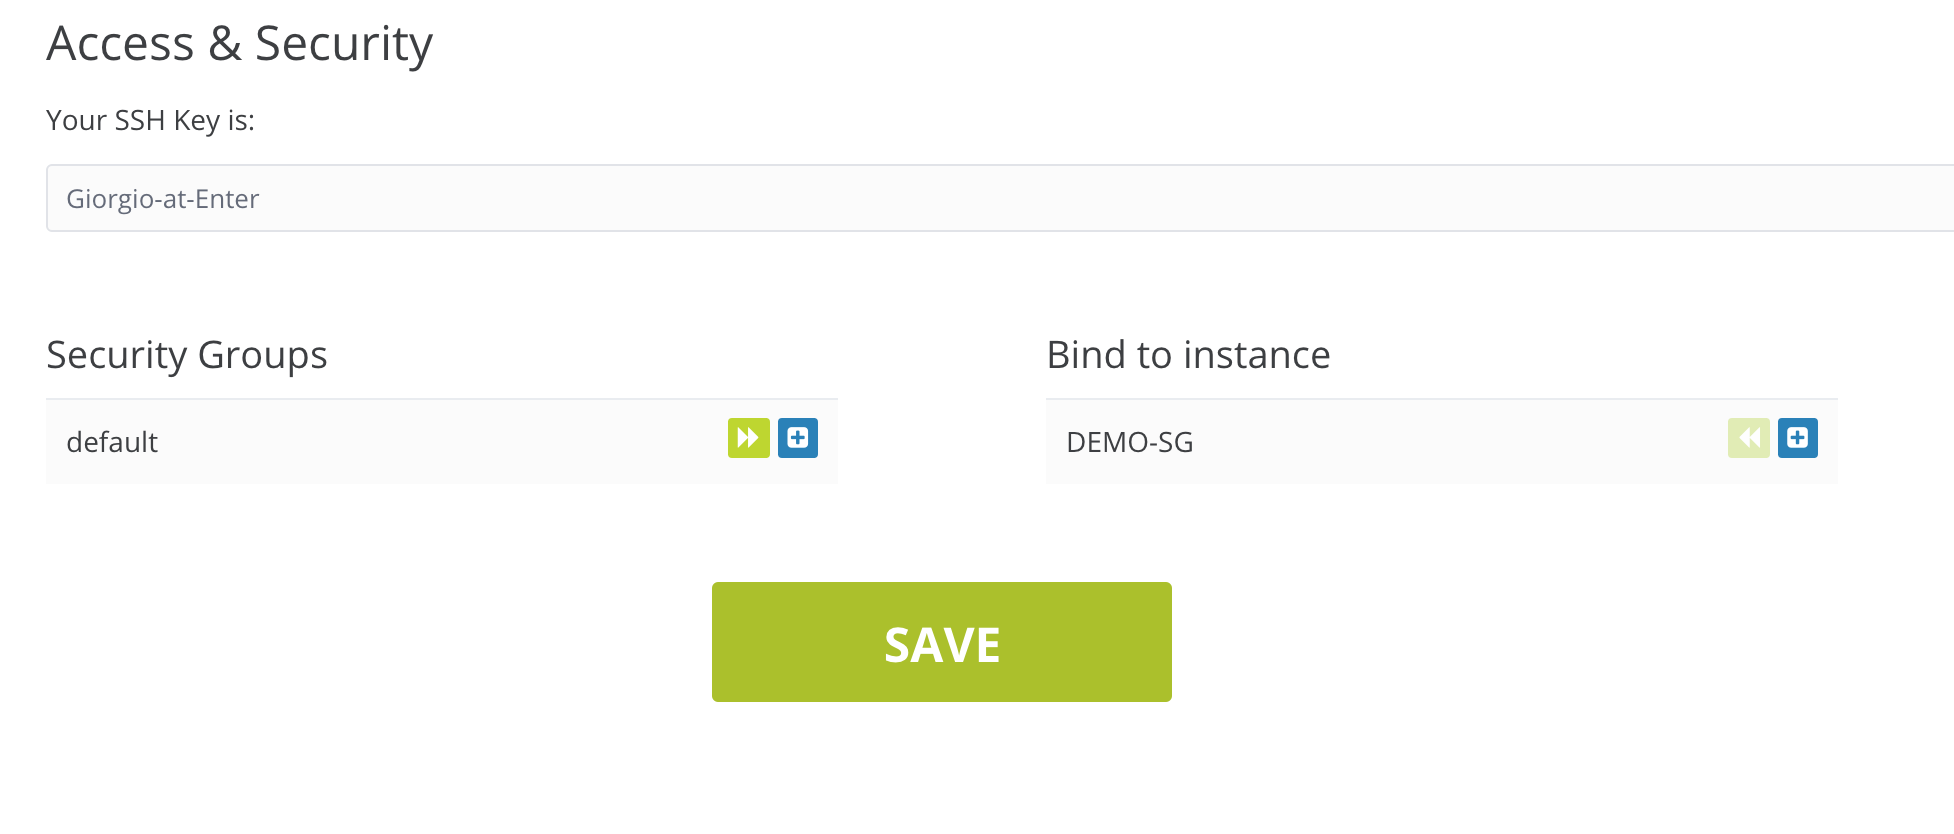 Access & Security
Your SSH Key is:
Giorgio-at-Enter
Security Groups
default
Bind to instance
DEMO-SG
SAVE